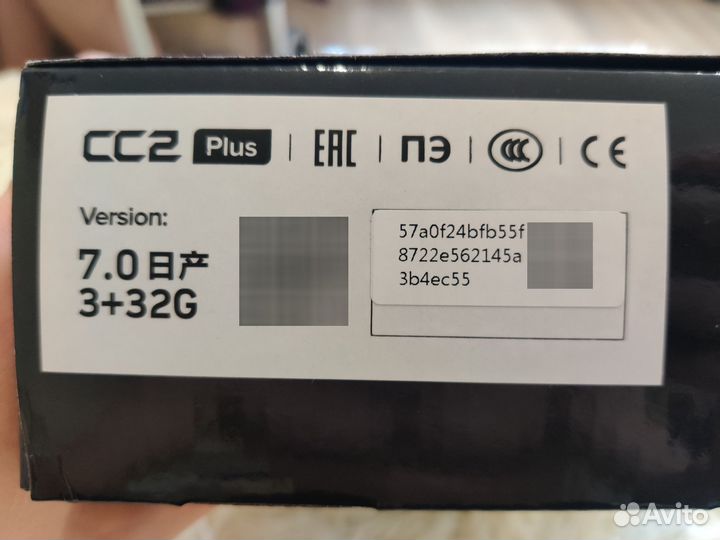 CC2 Plus | EAC | ПЭ | CCC | CE
Version:
7.0日产
3+32G
57a0f24bfb55f
8722e562145a
3b4ec55
Avito